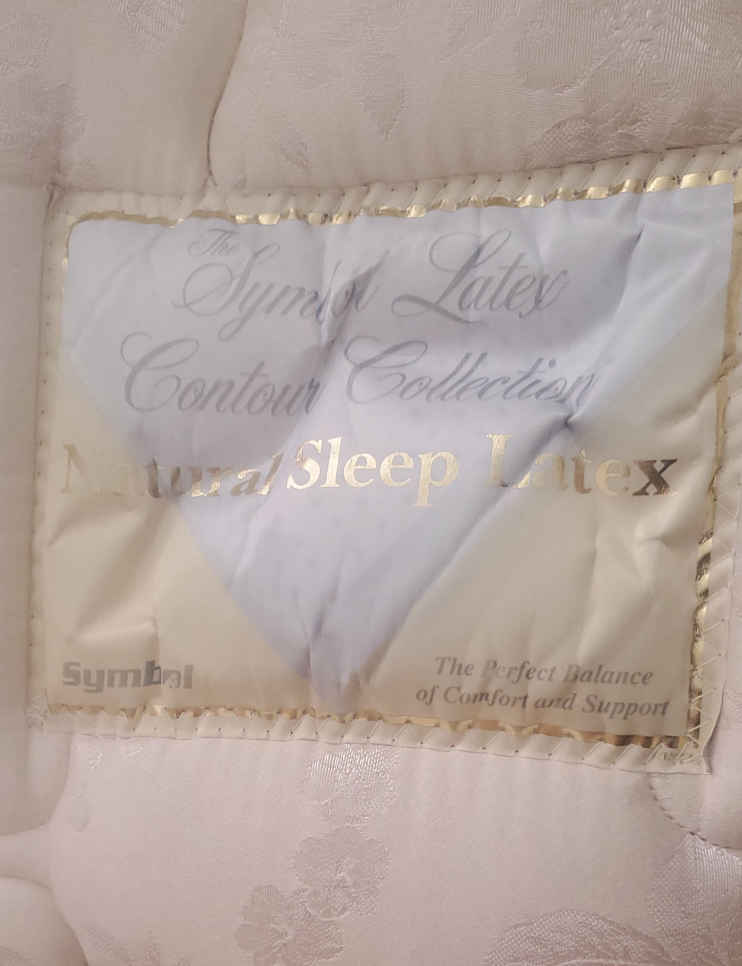 The
Symbol Latex
Contour Collection
Natural Sleep Latex
Symbol
The Perfect Balance
of Comfort and Support